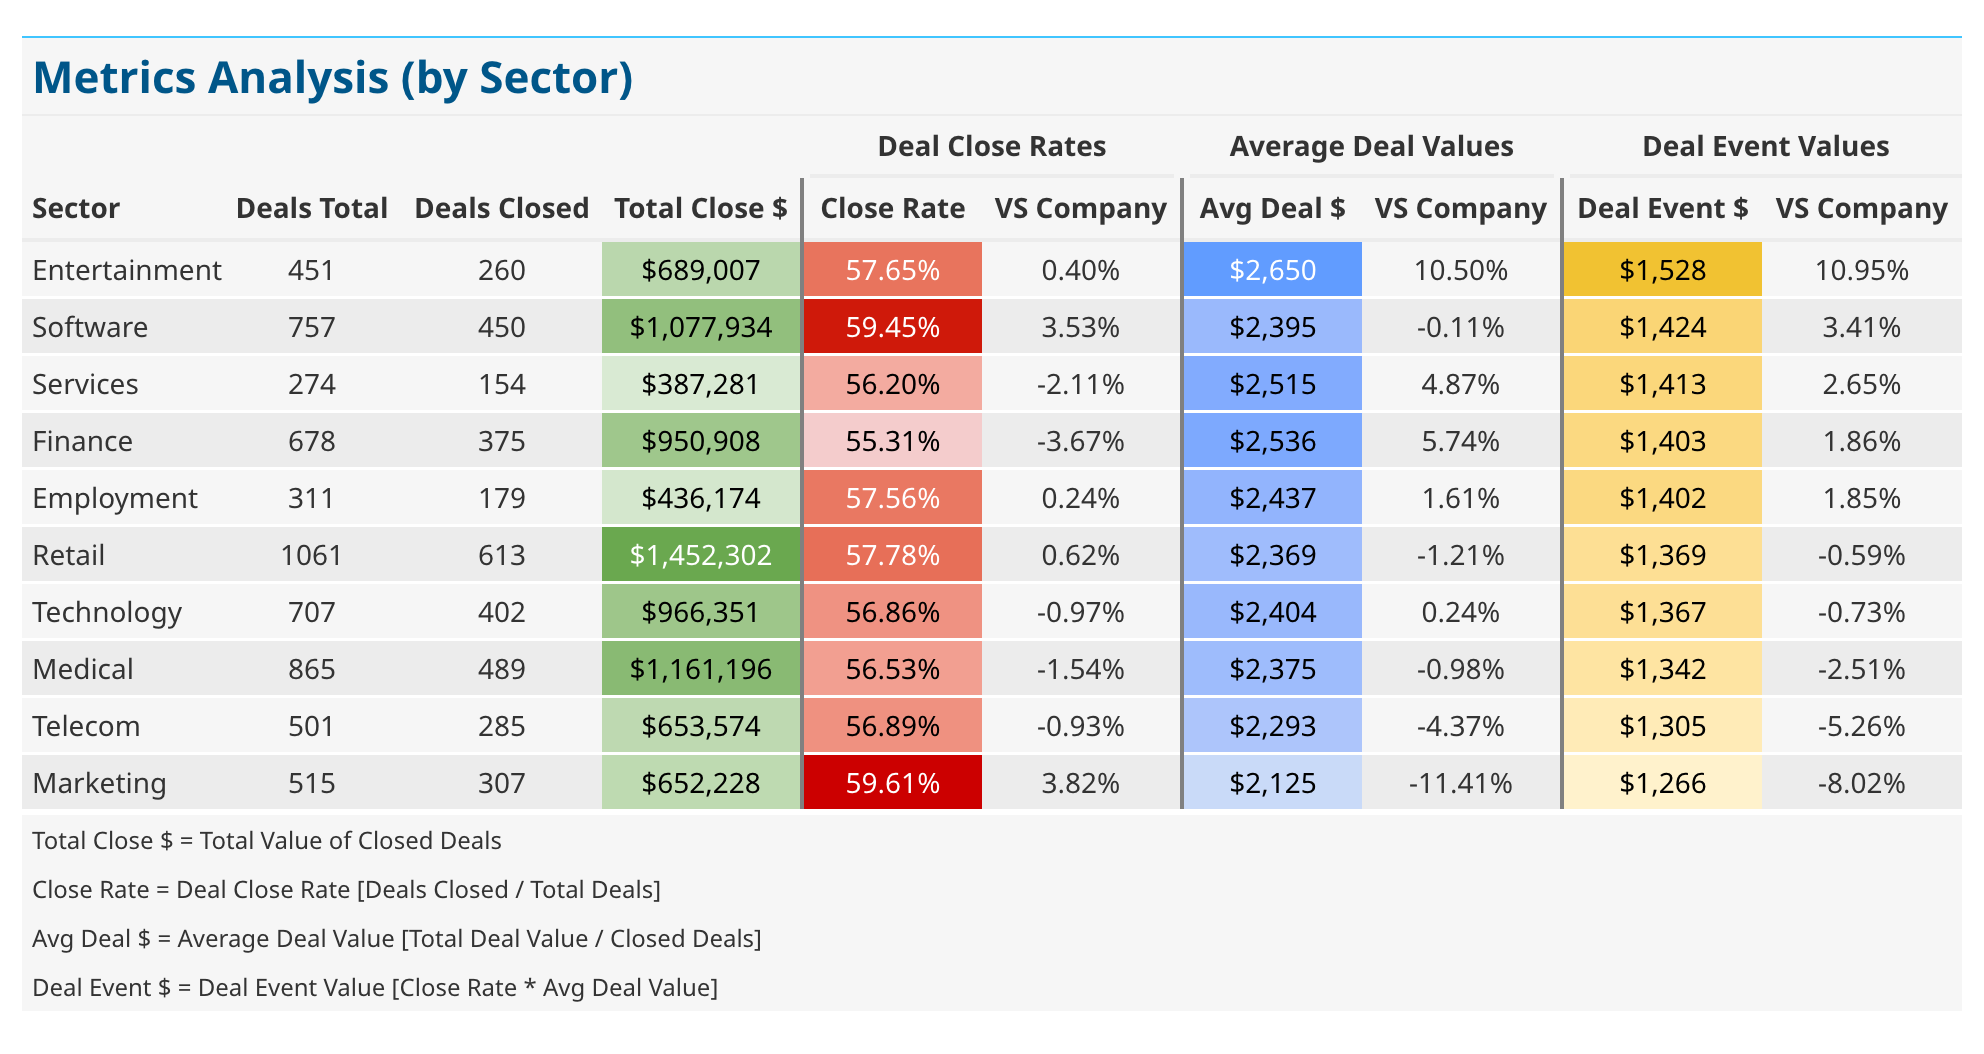 Metrics Analysis (by Sector)
Deal Close Rates Average Deal Values Deal Event Values
Sector Deals Total Deals Closed Total Close $ Close Rate VS Company Avg Deal $ VS Company Deal Event $ VS Company
Entertainment 451 260 $689,007 57.65% 0.40% $2,650 10.50% $1,528 10.95%
Software 757 450 $1,077,934 59.45% 3.53% $2,395 -0.11% $1,424 3.41%
Services 274 154 $387,281 56.20% -2.11% $2,515 4.87% $1,413 2.65%
Finance 678 375 $950,908 55.31% -3.67% $2,536 5.74% $1,403 1.86%
Employment 311 179 $436,174 57.56% 0.24% $2,437 1.61% $1,402 1.85%
Retail 1061 613 $1,452,302 57.78% 0.62% $2,369 -1.21% $1,369 -0.59%
Technology 707 402 $966,351 56.86% -0.97% $2,404 0.24% $1,367 -0.73%
Medical 865 489 $1,161,196 56.53% -1.54% $2,375 -0.98% $1,342 -2.51%
Telecom 501 285 $653,574 56.89% -0.93% $2,293 -4.37% $1,305 -5.26%
Marketing 515 307 $652,228 59.61% 3.82% $2,125 -11.41% $1,266 -8.02%
Total Close $ = Total Value of Closed Deals
Close Rate = Deal Close Rate [Deals Closed / Total Deals]
Avg Deal $ = Average Deal Value [Total Deal Value / Closed Deals]
Deal Event $ = Deal Event Value [Close Rate * Avg Deal Value]